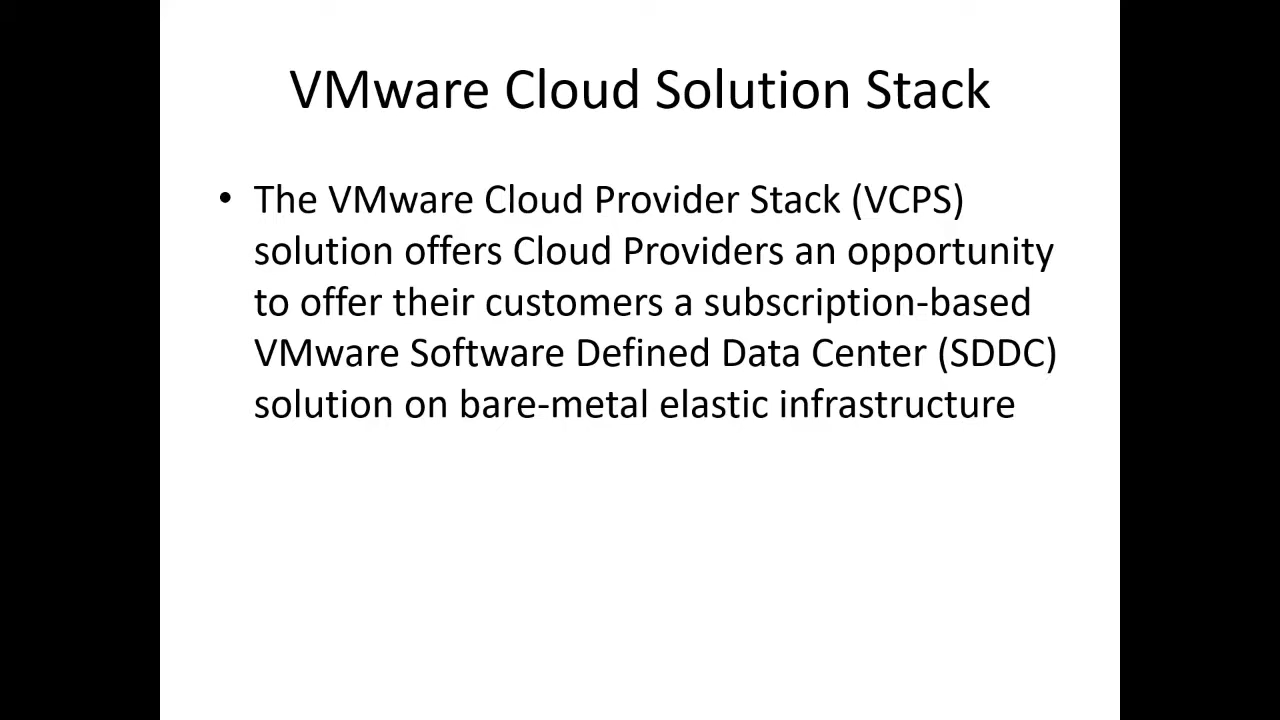 VMware Cloud Solution Stack
• The VMware Cloud Provider Stack (VCPS)
solution offers Cloud Providers an opportunity
to offer their customers a subscription-based
VMware Software Defined Data Center (SDDC)
solution on bare-metal elastic infrastructure